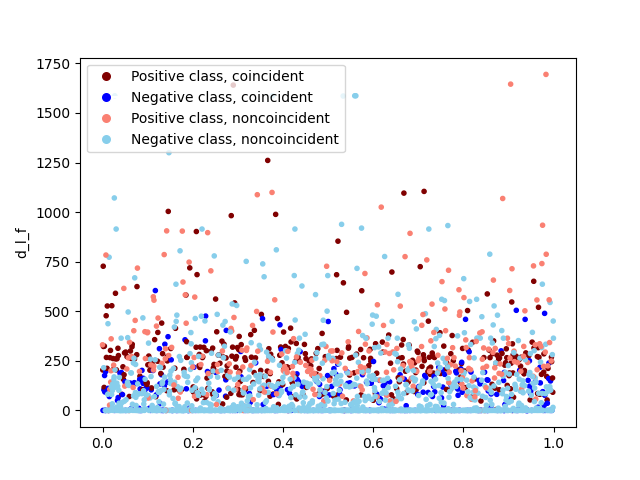 1750
1500
1250
1000
750
500
250
0
d_l_f
Positive class, coincident
Negative class, coincident
Positive class, noncoincident
Negative class, noncoincident
0.0 0.2 0.4 0.6 0.8 1.0